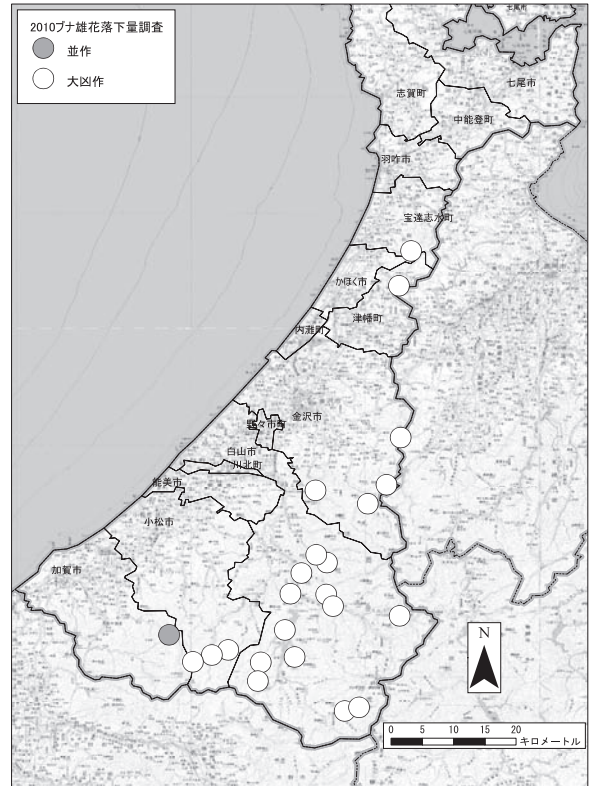 2010ブナ雄花落下量調査
並作
大凶作
七尾市
志賀町
七尾市
中能登町
羽咋市
宝達志水町
かほく市
津幡町
内灘町
金沢市
野々市町
白山市
川北町
能美市
小松市
加賀市
N
0 5 10 15 20
キロメートル